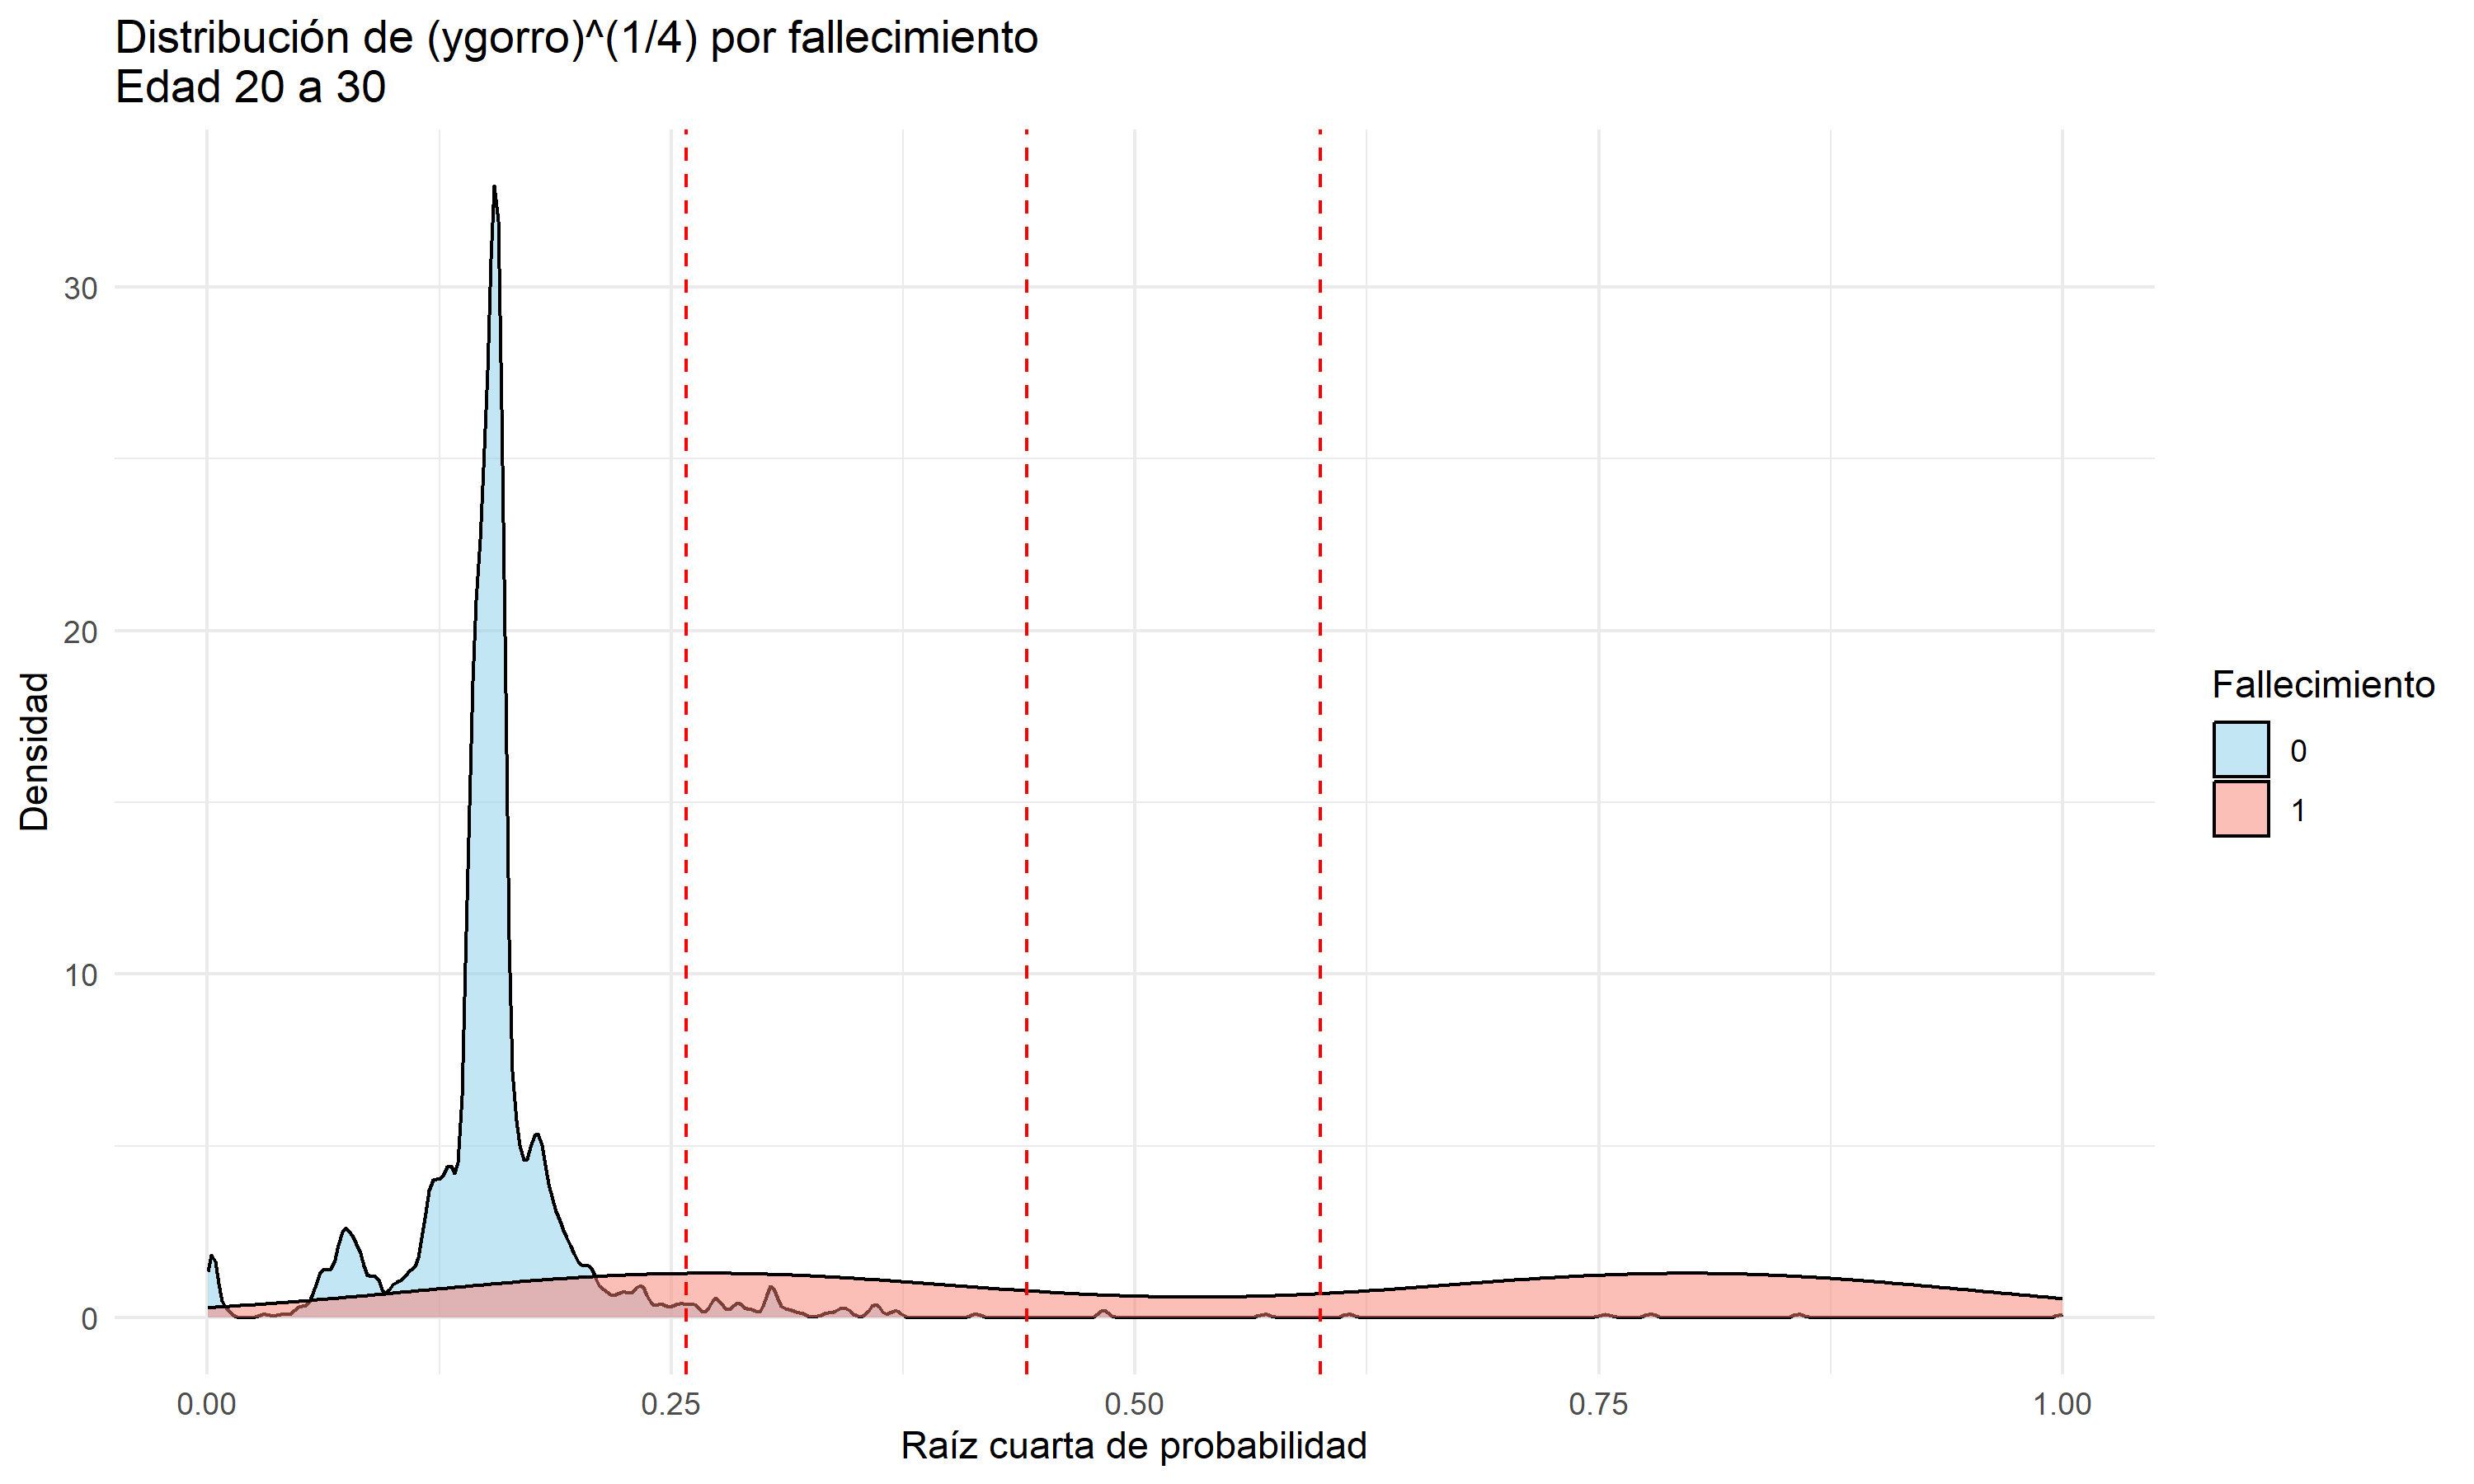 Distribución de (ygorro)^(1/4) por fallecimiento
Edad 20 a 30
Densidad
30
20
10
0
0.00
0.25
0.50
0.75
1.00
Raíz cuarta de probabilidad
Fallecimiento
0
1